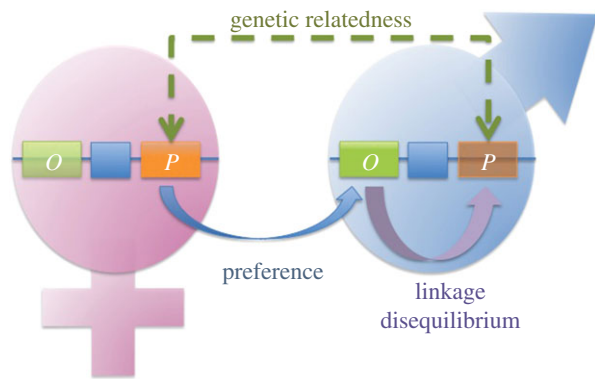 genetic relatedness
O P O P
preference
linkage
disequilibrium